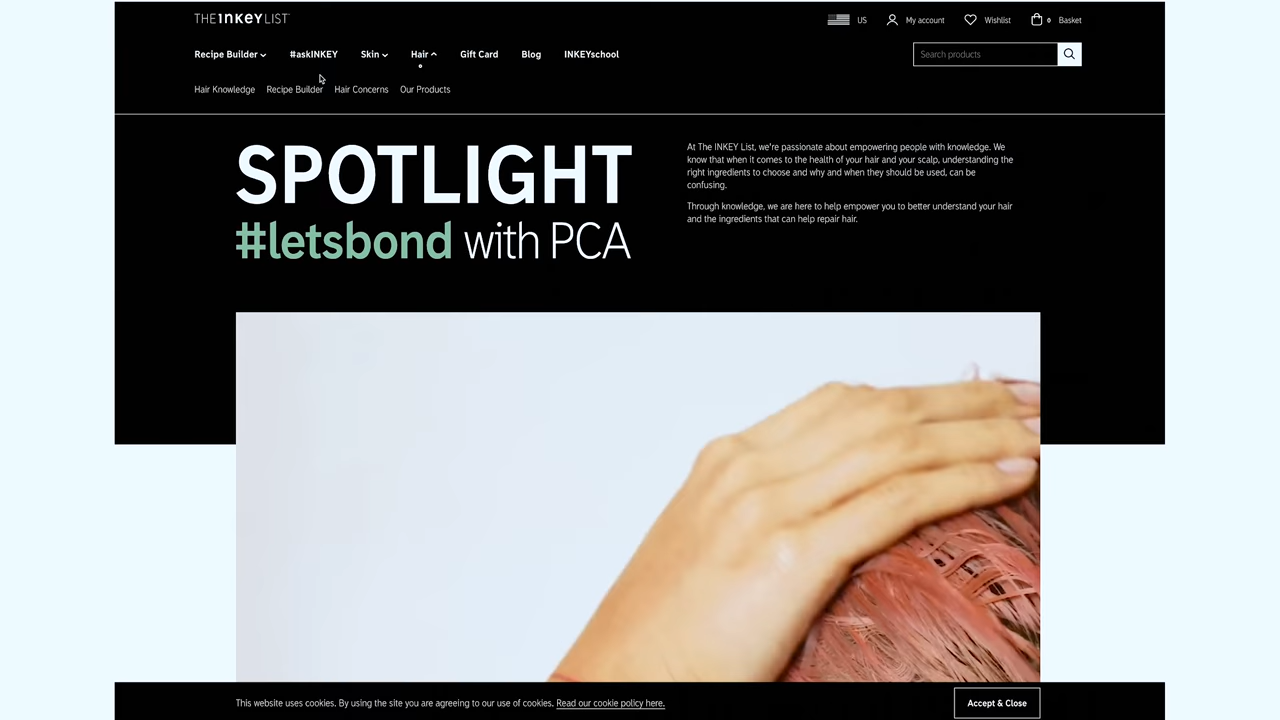 THE INKEY LIST
US
My account
Wishlist
0
Basket
Recipe Builder
#askINKEY
Skin
Hair
Gift Card
Blog
INKEYschool
Search products
Hair Knowledge
Recipe Builder
Hair Concerns
Our Products
SPOTLIGHT
#letsbond with PCA
At The INKEY List, we're passionate about empowering people with knowledge. We
know that when it comes to the health of your hair and your scalp, understanding the
right ingredients to choose and why and when they should be used, can be
confusing.
Through knowledge, we are here to help empower you to better understand your hair
and the ingredients that can help repair hair.
This website uses cookies. By using the site you are agreeing to our use of cookies. Read our cookie policy here.
Accept & Close